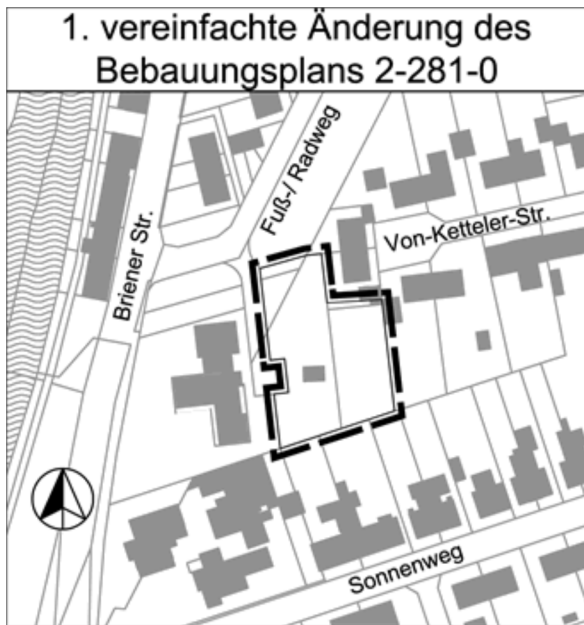 1. vereinfachte Änderung des
Bebauungsplans 2-281-0
Fuß-/ Radweg
Von-Ketteler-Str.
Briener Str.
Sonnenweg